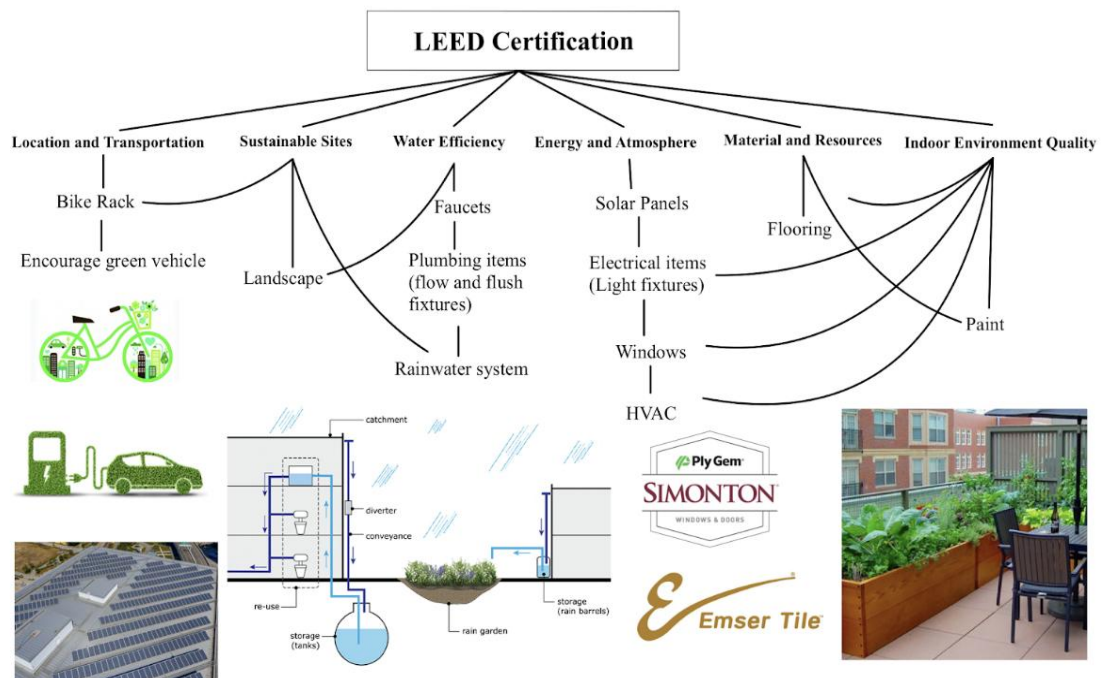 LEED Certification
Location and Transportation
Sustainable Sites
Water Efficiency
Energy and Atmosphere
Material and Resources
Indoor Environment Quality
Bike Rack
Encourage green vehicle
Landscape
Faucets
Plumbing items
(flow and flush
fixtures)
Rainwater system
Solar Panels
Electrical items
(Light fixtures)
Windows
HVAC
Flooring
Paint
catchment
diverter
conveyance
re-use
storage
(tanks)
rain garden
storage
(rain barrels)
Ply Gem®
SIMONTON
WINDOWS & DOORS
Emser Tile™